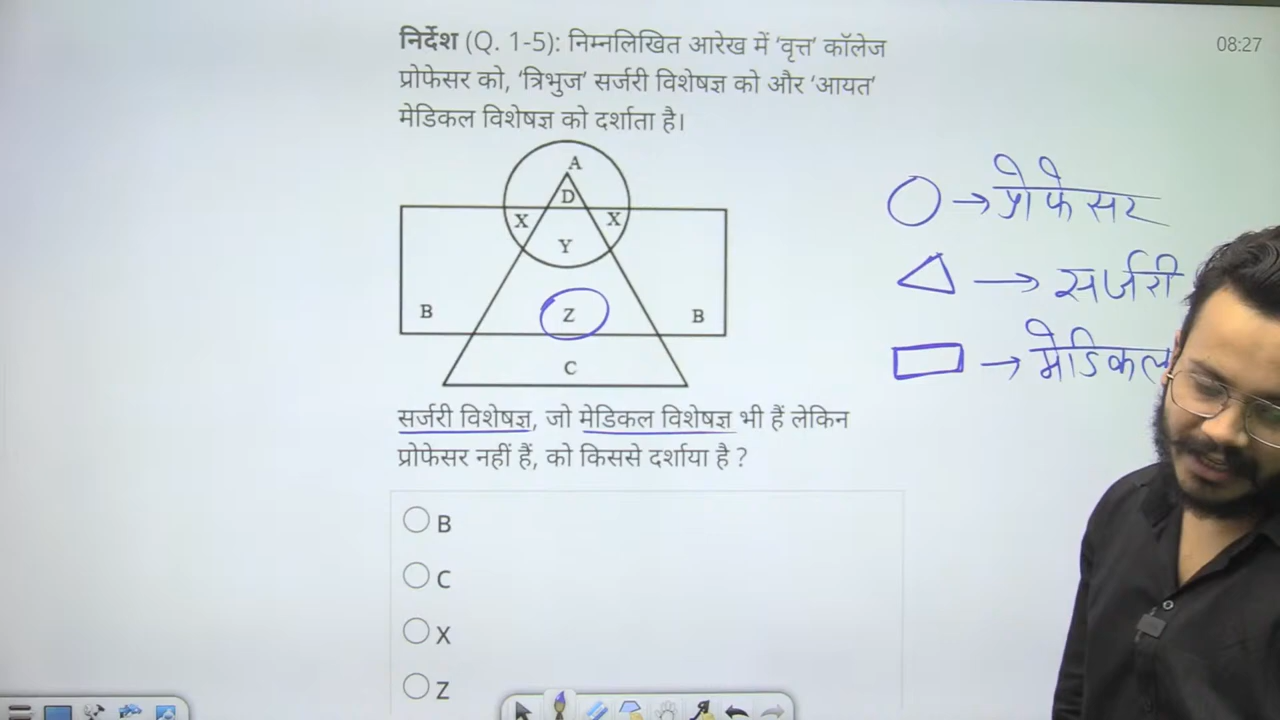 निर्देश (Q. 1-5): निम्नलिखित आरेख में 'वृत्त' कॉलेज
प्रोफेसर को, 'त्रिभुज' सर्जरी विशेषज्ञ को और 'आयत'
मेडिकल विशेषज्ञ को दर्शाता है।
08:27
A
D
X X
Y
B Z B
C
→ प्रोफेसर
→ सर्जरी
→ मेडिकल
सर्जरी विशेषज्ञ, जो मेडिकल विशेषज्ञ भी हैं लेकिन
प्रोफेसर नहीं हैं, को किससे दर्शाया है ?
B
C
X
Z